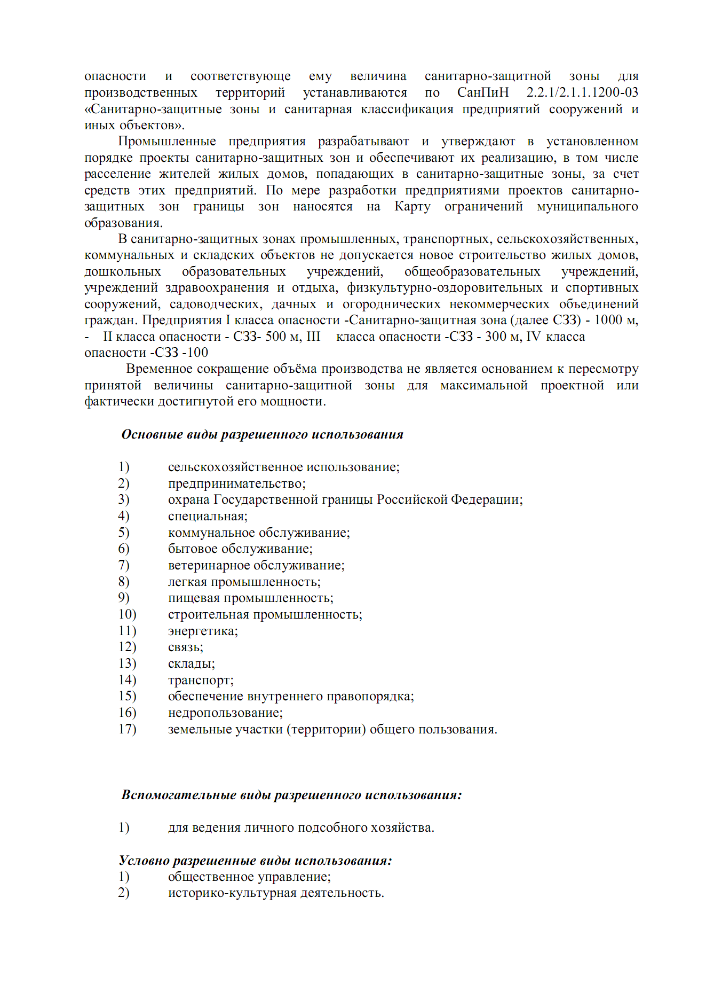 опасности и соответствующе ему величина санитарно-защитной зоны для
производственных территорий устанавливаются по СанПиН 2.2.1/2.1.1.1200-03
«Санитарно-защитные зоны и санитарная классификация предприятий сооружений и
иных объектов».
Промышленные предприятия разрабатывают и утверждают в установленном
порядке проекты санитарно-защитных зон и обеспечивают их реализацию, в том числе
расселение жителей жилых домов, попадающих в санитарно-защитные зоны, за счет
средств этих предприятий. По мере разработки предприятиями проектов санитарно-
защитных зон границы зон наносятся на Карту ограничений муниципального
образования.
В санитарно-защитных зонах промышленных, транспортных, сельскохозяйственных,
коммунальных и складских объектов не допускается новое строительство жилых домов,
дошкольных образовательных учреждений, общеобразовательных учреждений,
учреждений здравоохранения и отдыха, физкультурно-оздоровительных и спортивных
сооружений, садоводческих, дачных и огороднических некоммерческих объединений
граждан. Предприятия I класса опасности -Санитарно-защитная зона (далее СЗЗ) - 1000 м,
- II класса опасности - СЗЗ- 500 м, III класса опасности -СЗЗ - 300 м, IV класса
опасности -СЗЗ -100
Временное сокращение объёма производства не является основанием к пересмотру
принятой величины санитарно-защитной зоны для максимальной проектной или
фактически достигнутой его мощности.
Основные виды разрешенного использования
1) сельскохозяйственное использование;
2) предпринимательство;
3) охрана Государственной границы Российской Федерации;
4) специальная;
5) коммунальное обслуживание;
6) бытовое обслуживание;
7) ветеринарное обслуживание;
8) легкая промышленность;
9) пищевая промышленность;
10) строительная промышленность;
11) энергетика;
12) связь;
13) склады;
14) транспорт;
15) обеспечение внутреннего правопорядка;
16) недропользование;
17) земельные участки (территории) общего пользования.
Вспомогательные виды разрешенного использования:
1) для ведения личного подсобного хозяйства.
Условно разрешенные виды использования:
1) общественное управление;
2) историко-культурная деятельность.